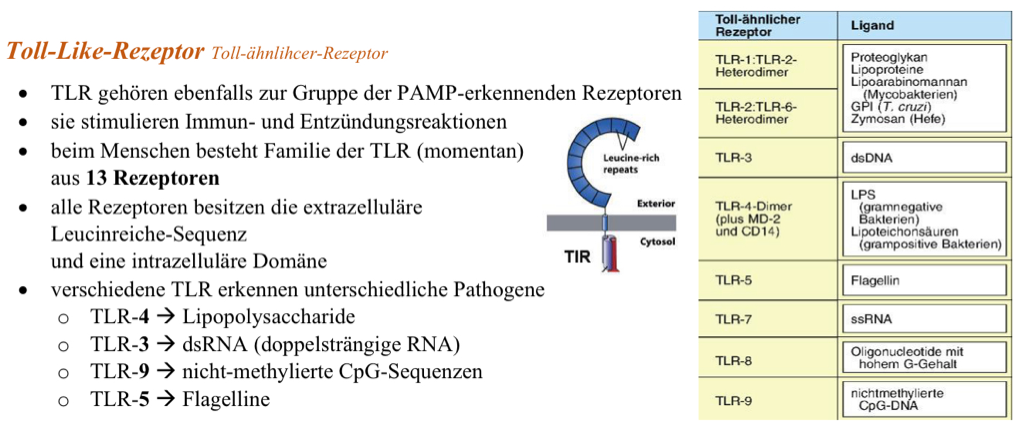 Toll-Like-Rezeptor Toll-ähnlihcer-Rezeptor
• TLR gehören ebenfalls zur Gruppe der PAMP-erkennenden Rezeptoren
• sie stimulieren Immun- und Entzündungsreaktionen
• beim Menschen besteht Familie der TLR (momentan)
aus 13 Rezeptoren
• alle Rezeptoren besitzen die extrazelluläre
Leucinreiche-Sequenz
und eine intrazelluläre Domäne
• verschiedene TLR erkennen unterschiedliche Pathogene
o TLR-4 → Lipopolysaccharide
o TLR-3 → dsRNA (doppelsträngige RNA)
o TLR-9 → nicht-methylierte CpG-Sequenzen
o TLR-5 → Flagelline
Leucine-rich
repeats
Exterior
Cytosol
TIR
Toll-ähnlicher
Rezeptor
Ligand
TLR-1:TLR-2-
Heterodimer
TLR-2:TLR-6-
Heterodimer
Proteoglykan
Lipoproteine
Lipoarabinomannan
(Mycobakterien)
GPI (T. cruzi)
Zymosan (Hefe)
TLR-3
dsDNA
TLR-4-Dimer
(plus MD-2
und CD14)
LPS
(gramnegative
Bakterien)
Lipoteichonsäuren
(grampositive Bakterien)
TLR-5
Flagellin
TLR-7
ssRNA
TLR-8
Oligonucleotide mit
hohem G-Gehalt
TLR-9
nichtmethylierte
CpG-DNA